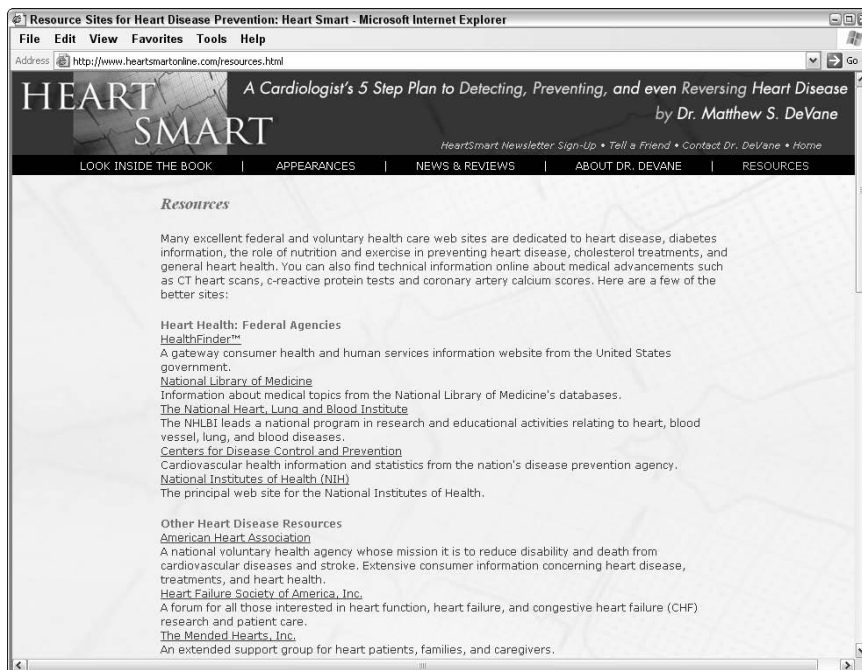 Resource Sites for Heart Disease Prevention: Heart Smart - Microsoft Internet Explorer
File Edit View Favorites Tools Help
Address http://www.heartsmartonline.com/resources.html Go
HEART
SMART
A Cardiologist's 5 Step Plan to Detecting, Preventing, and even Reversing Heart Disease
by Dr. Matthew S. DeVane
HeartSmart Newsletter Sign-Up • Tell a Friend • Contact Dr. DeVane • Home
LOOK INSIDE THE BOOK | APPEARANCES | NEWS & REVIEWS | ABOUT DR. DEVANE | RESOURCES
Resources
Many excellent federal and voluntary health care web sites are dedicated to heart disease, diabetes
information, the role of nutrition and exercise in preventing heart disease, cholesterol treatments, and
general heart health. You can also find technical information online about medical advancements such
as CT heart scans, c-reactive protein tests and coronary artery calcium scores. Here are a few of the
better sites:
Heart Health: Federal Agencies
HealthFinder™
A gateway consumer health and human services information website from the United States
government.
National Library of Medicine
Information about medical topics from the National Library of Medicine's databases.
The National Heart, Lung and Blood Institute
The NHLBI leads a national program in research and educational activities relating to heart, blood
vessel, lung, and blood diseases.
Centers for Disease Control and Prevention
Cardiovascular health information and statistics from the nation's disease prevention agency.
National Institutes of Health (NIH)
The principal web site for the National Institutes of Health.
Other Heart Disease Resources
American Heart Association
A national voluntary health agency whose mission it is to reduce disability and death from
cardiovascular diseases and stroke. Extensive consumer information concerning heart disease,
treatments, and heart health.
Heart Failure Society of America, Inc.
A forum for all those interested in heart function, heart failure, and congestive heart failure (CHF)
research and patient care.
The Mended Hearts, Inc.
An extended support group for heart patients, families, and caregivers.